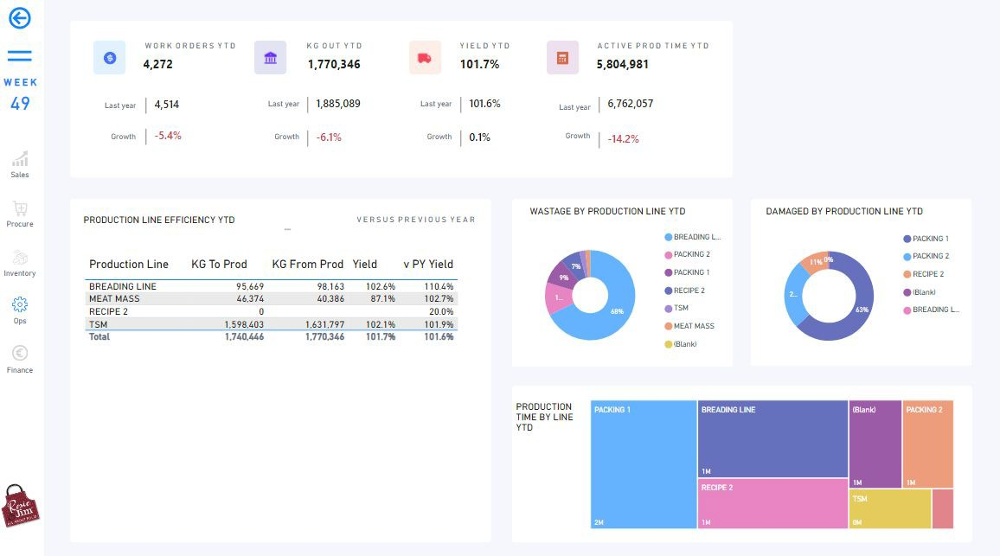 WEEK
49
Sales
Procure
Inventory
Ops
Finance
Rosie
& Jim
WORK ORDERS YTD
4,272
Last year 4,514
Growth -5.4%
KG OUT YTD
1,770,346
Last year 1,885,089
Growth -6.1%
YIELD YTD
101.7%
Last year 101.6%
Growth 0.1%
ACTIVE PROD TIME YTD
5,804,981
Last year 6,762,057
Growth -14.2%
PRODUCTION LINE EFFICIENCY YTD
VERSUS PREVIOUS YEAR
Production Line KG To Prod KG From Prod Yield v PY Yield
BREADING LINE 95,669 98,163 102.6% 110.4%
MEAT MASS 46,374 40,386 87.1% 102.7%
RECIPE 2 0 20.0%
TSM 1,598,403 1,631,797 102.1% 101.9%
Total 1,740,446 1,770,346 101.7% 101.6%
WASTAGE BY PRODUCTION LINE YTD
68%
1...
9%
7%
BREADING L...
PACKING 2
PACKING 1
RECIPE 2
TSM
MEAT MASS
(Blank)
DAMAGED BY PRODUCTION LINE YTD
63%
2...
11%
0%
PACKING 1
PACKING 2
RECIPE 2
(Blank)
BREADING L...
PRODUCTION
TIME BY LINE
YTD
PACKING 1
2M
BREADING LINE
1M
RECIPE 2
1M
(Blank)
1M
PACKING 2
1M
TSM
0M